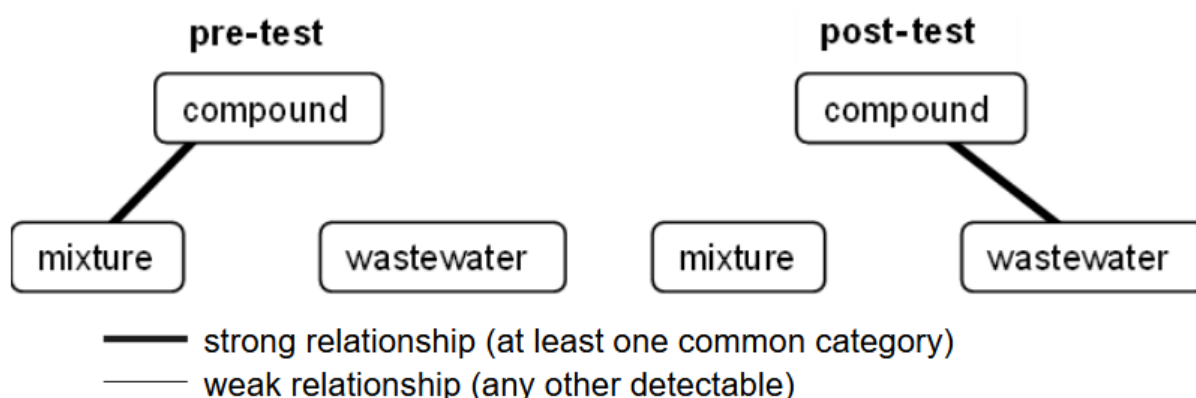 pre-test
post-test
compound
compound
mixture
wastewater
mixture
wastewater
strong relationship (at least one common category)
weak relationship (any other detectable)